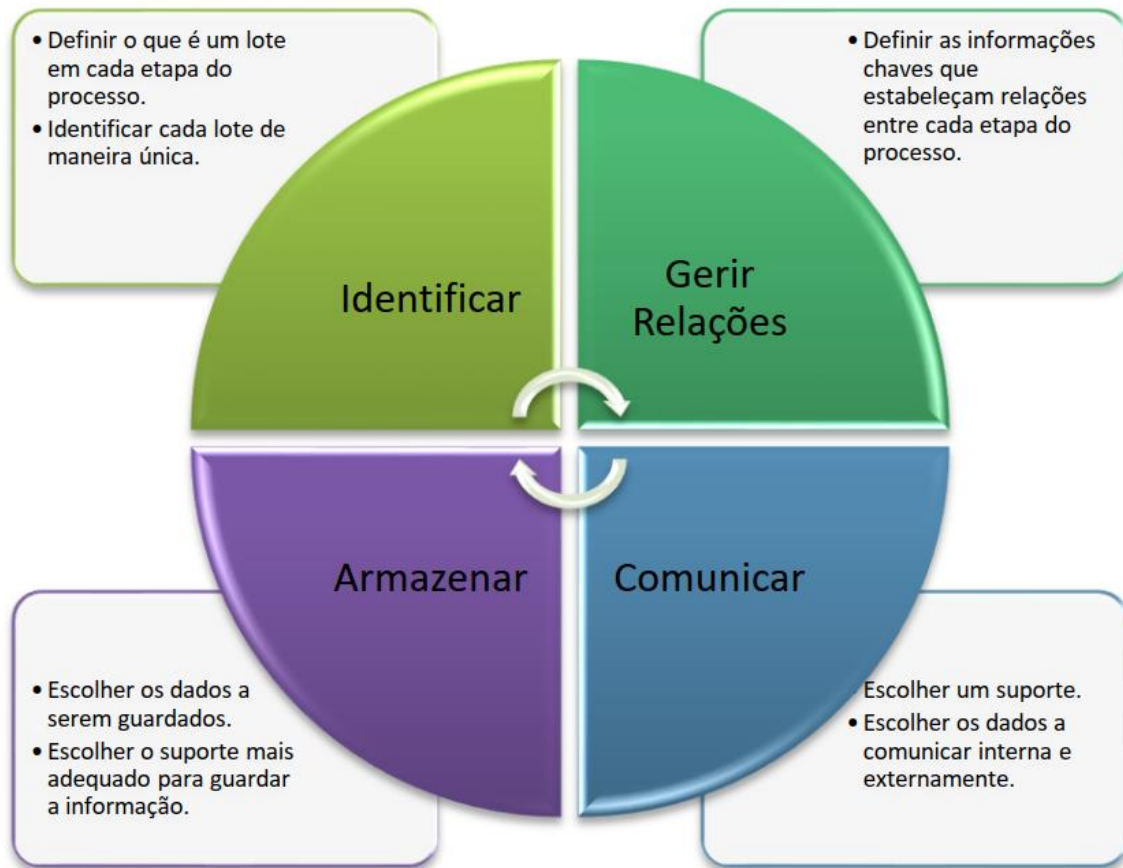 • Definir o que é um lote
em cada etapa do
processo.
• Identificar cada lote de
maneira única.
• Definir as informações
chaves que
estabeleçam relações
entre cada etapa do
processo.
Identificar
Gerir
Relações
Armazenar
Comunicar
• Escolher os dados a
serem guardados.
• Escolher o suporte mais
adequado para guardar
a informação.
Escolher um suporte.
• Escolher os dados a
comunicar interna e
externamente.